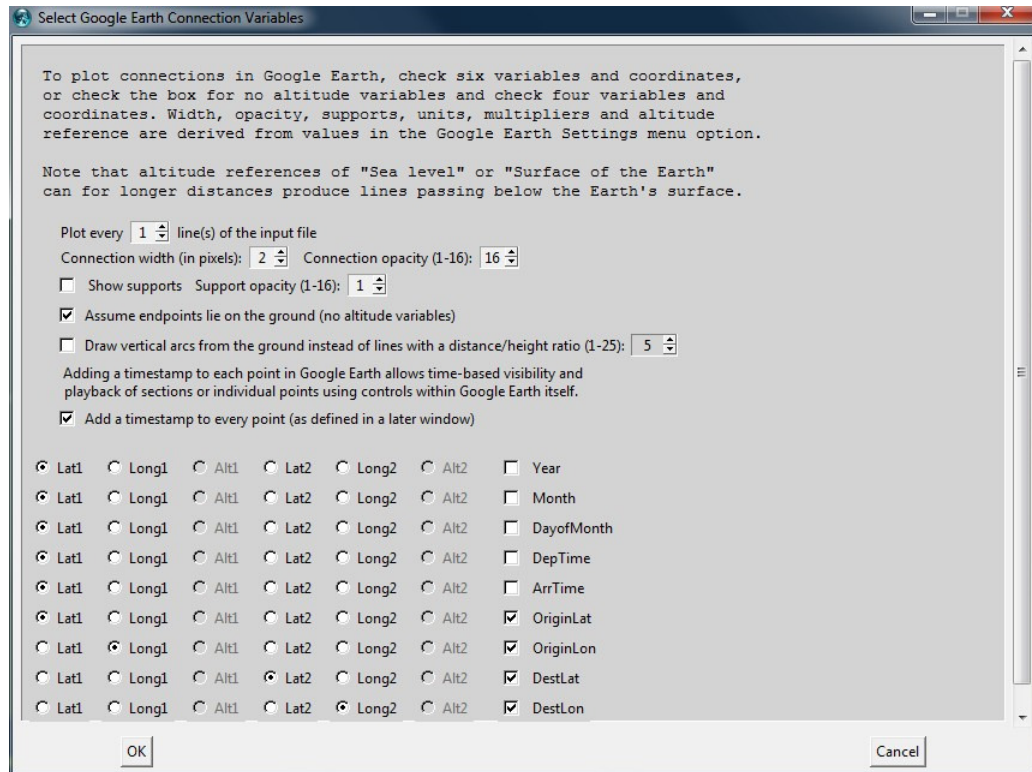 Select Google Earth Connection Variables
To plot connections in Google Earth, check six variables and coordinates,
or check the box for no altitude variables and check four variables and
coordinates. Width, opacity, supports, units, multipliers and altitude
reference are derived from values in the Google Earth Settings menu option.
Note that altitude references of "Sea level" or "Surface of the Earth"
can for longer distances produce lines passing below the Earth's surface.
Plot every 1 line(s) of the input file
Connection width (in pixels): 2 Connection opacity (1-16): 16
Show supports Support opacity (1-16): 1
Assume endpoints lie on the ground (no altitude variables)
Draw vertical arcs from the ground instead of lines with a distance/height ratio (1-25): 5
Adding a timestamp to each point in Google Earth allows time-based visibility and
playback of sections or individual points using controls within Google Earth itself.
Add a timestamp to every point (as defined in a later window)
Lat1 Long1 Alt1 Lat2 Long2 Alt2 Year
Lat1 Long1 Alt1 Lat2 Long2 Alt2 Month
Lat1 Long1 Alt1 Lat2 Long2 Alt2 DayofMonth
Lat1 Long1 Alt1 Lat2 Long2 Alt2 DepTime
Lat1 Long1 Alt1 Lat2 Long2 Alt2 ArrTime
Lat1 Long1 Alt1 Lat2 Long2 Alt2 OriginLat
Lat1 Long1 Alt1 Lat2 Long2 Alt2 OriginLon
Lat1 Long1 Alt1 Lat2 Long2 Alt2 DestLat
Lat1 Long1 Alt1 Lat2 Long2 Alt2 DestLon
OK Cancel